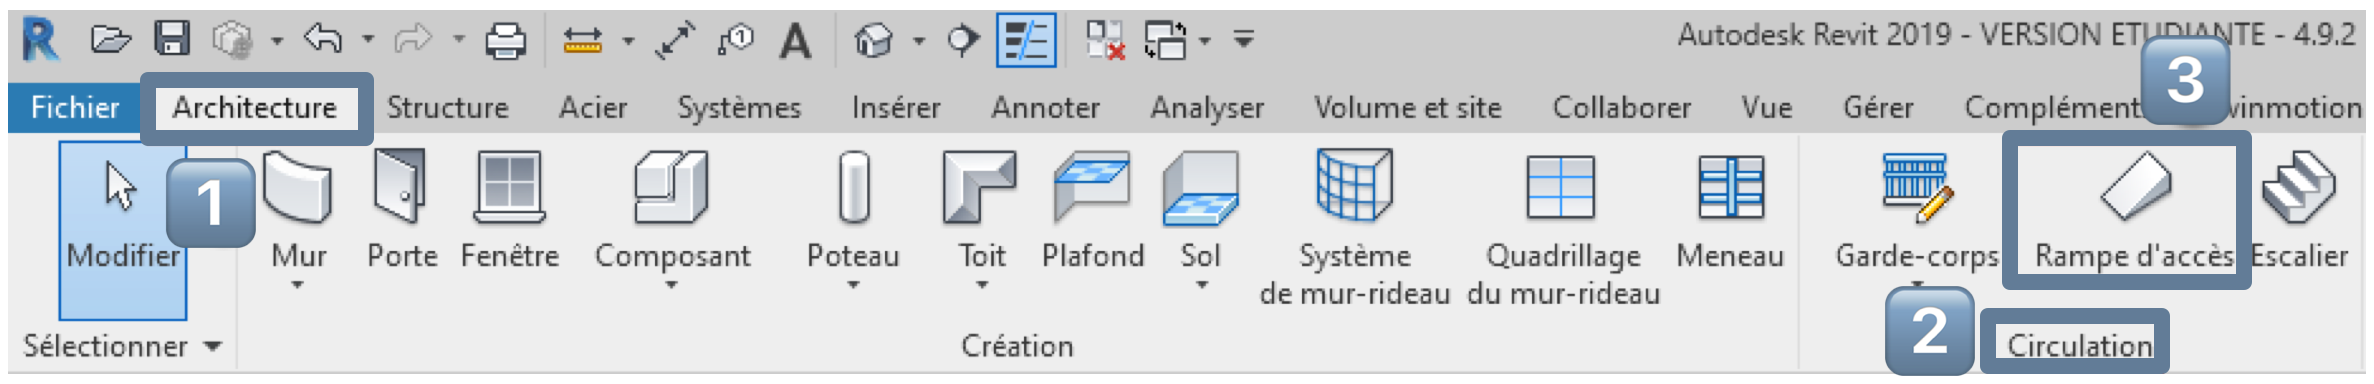 Autodesk Revit 2019 - VERSION ETUDIANTE - 4.9.2
Fichier Architecture Structure Acier Systèmes Insérer Annoter Analyser Volume et site Collaborer Vue Gérer Complément winmotion
3
1
Modifier Mur Porte Fenêtre Composant Poteau Toit Plafond Sol Système de mur-rideau Quadrillage du mur-rideau Meneau Garde-corps Rampe d'accès Escalier
2
Sélectionner Création Circulation